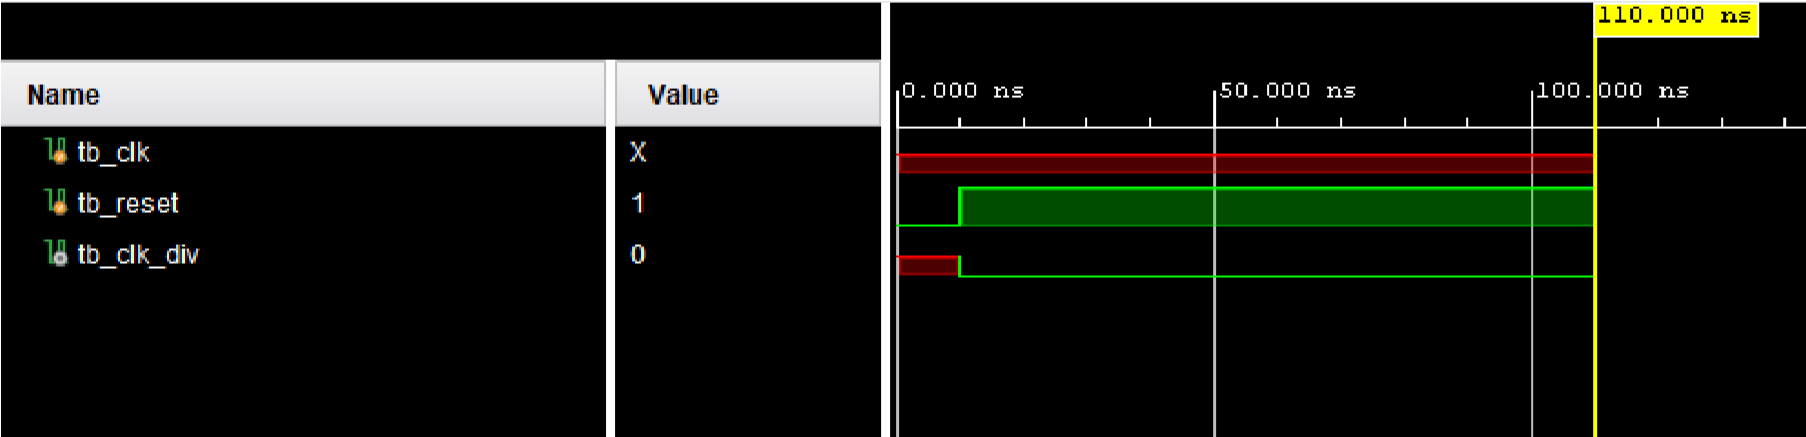 110.000 ns
Name Value 0.000 ns 50.000 ns 100.000 ns
tb_clk X
tb_reset 1
tb_clk_div 0